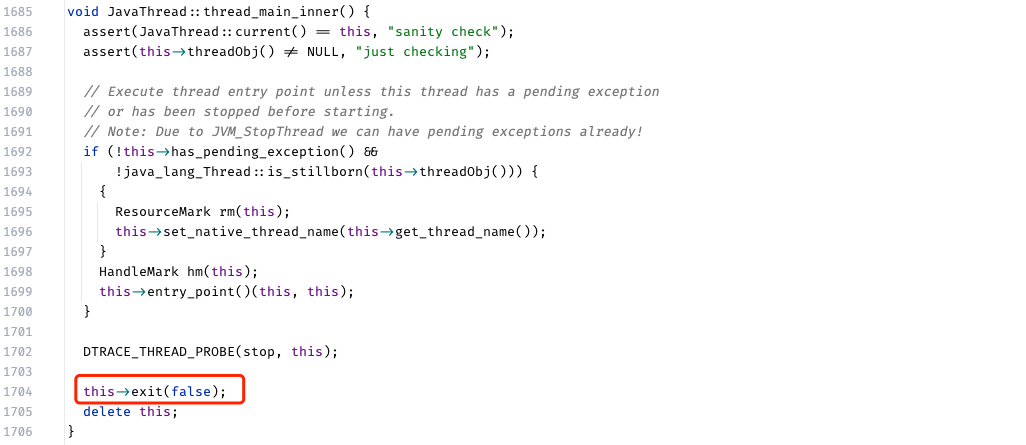 1685 void JavaThread::thread_main_inner() {
1686   assert(JavaThread::current() == this, "sanity check");
1687   assert(this->threadObj() != NULL, "just checking");
1688
1689   // Execute thread entry point unless this thread has a pending exception
1690   // or has been stopped before starting.
1691   // Note: Due to JVM_StopThread we can have pending exceptions already!
1692   if (!this->has_pending_exception() &&
1693       !java_lang_Thread::is_stillborn(this->threadObj())) {
1694     {
1695       ResourceMark rm(this);
1696       this->set_native_thread_name(this->get_thread_name());
1697     }
1698     HandleMark hm(this);
1699     this->entry_point()(this, this);
1700   }
1701
1702   DTRACE_THREAD_PROBE(stop, this);
1703
1704   this->exit(false);
1705   delete this;
1706 }